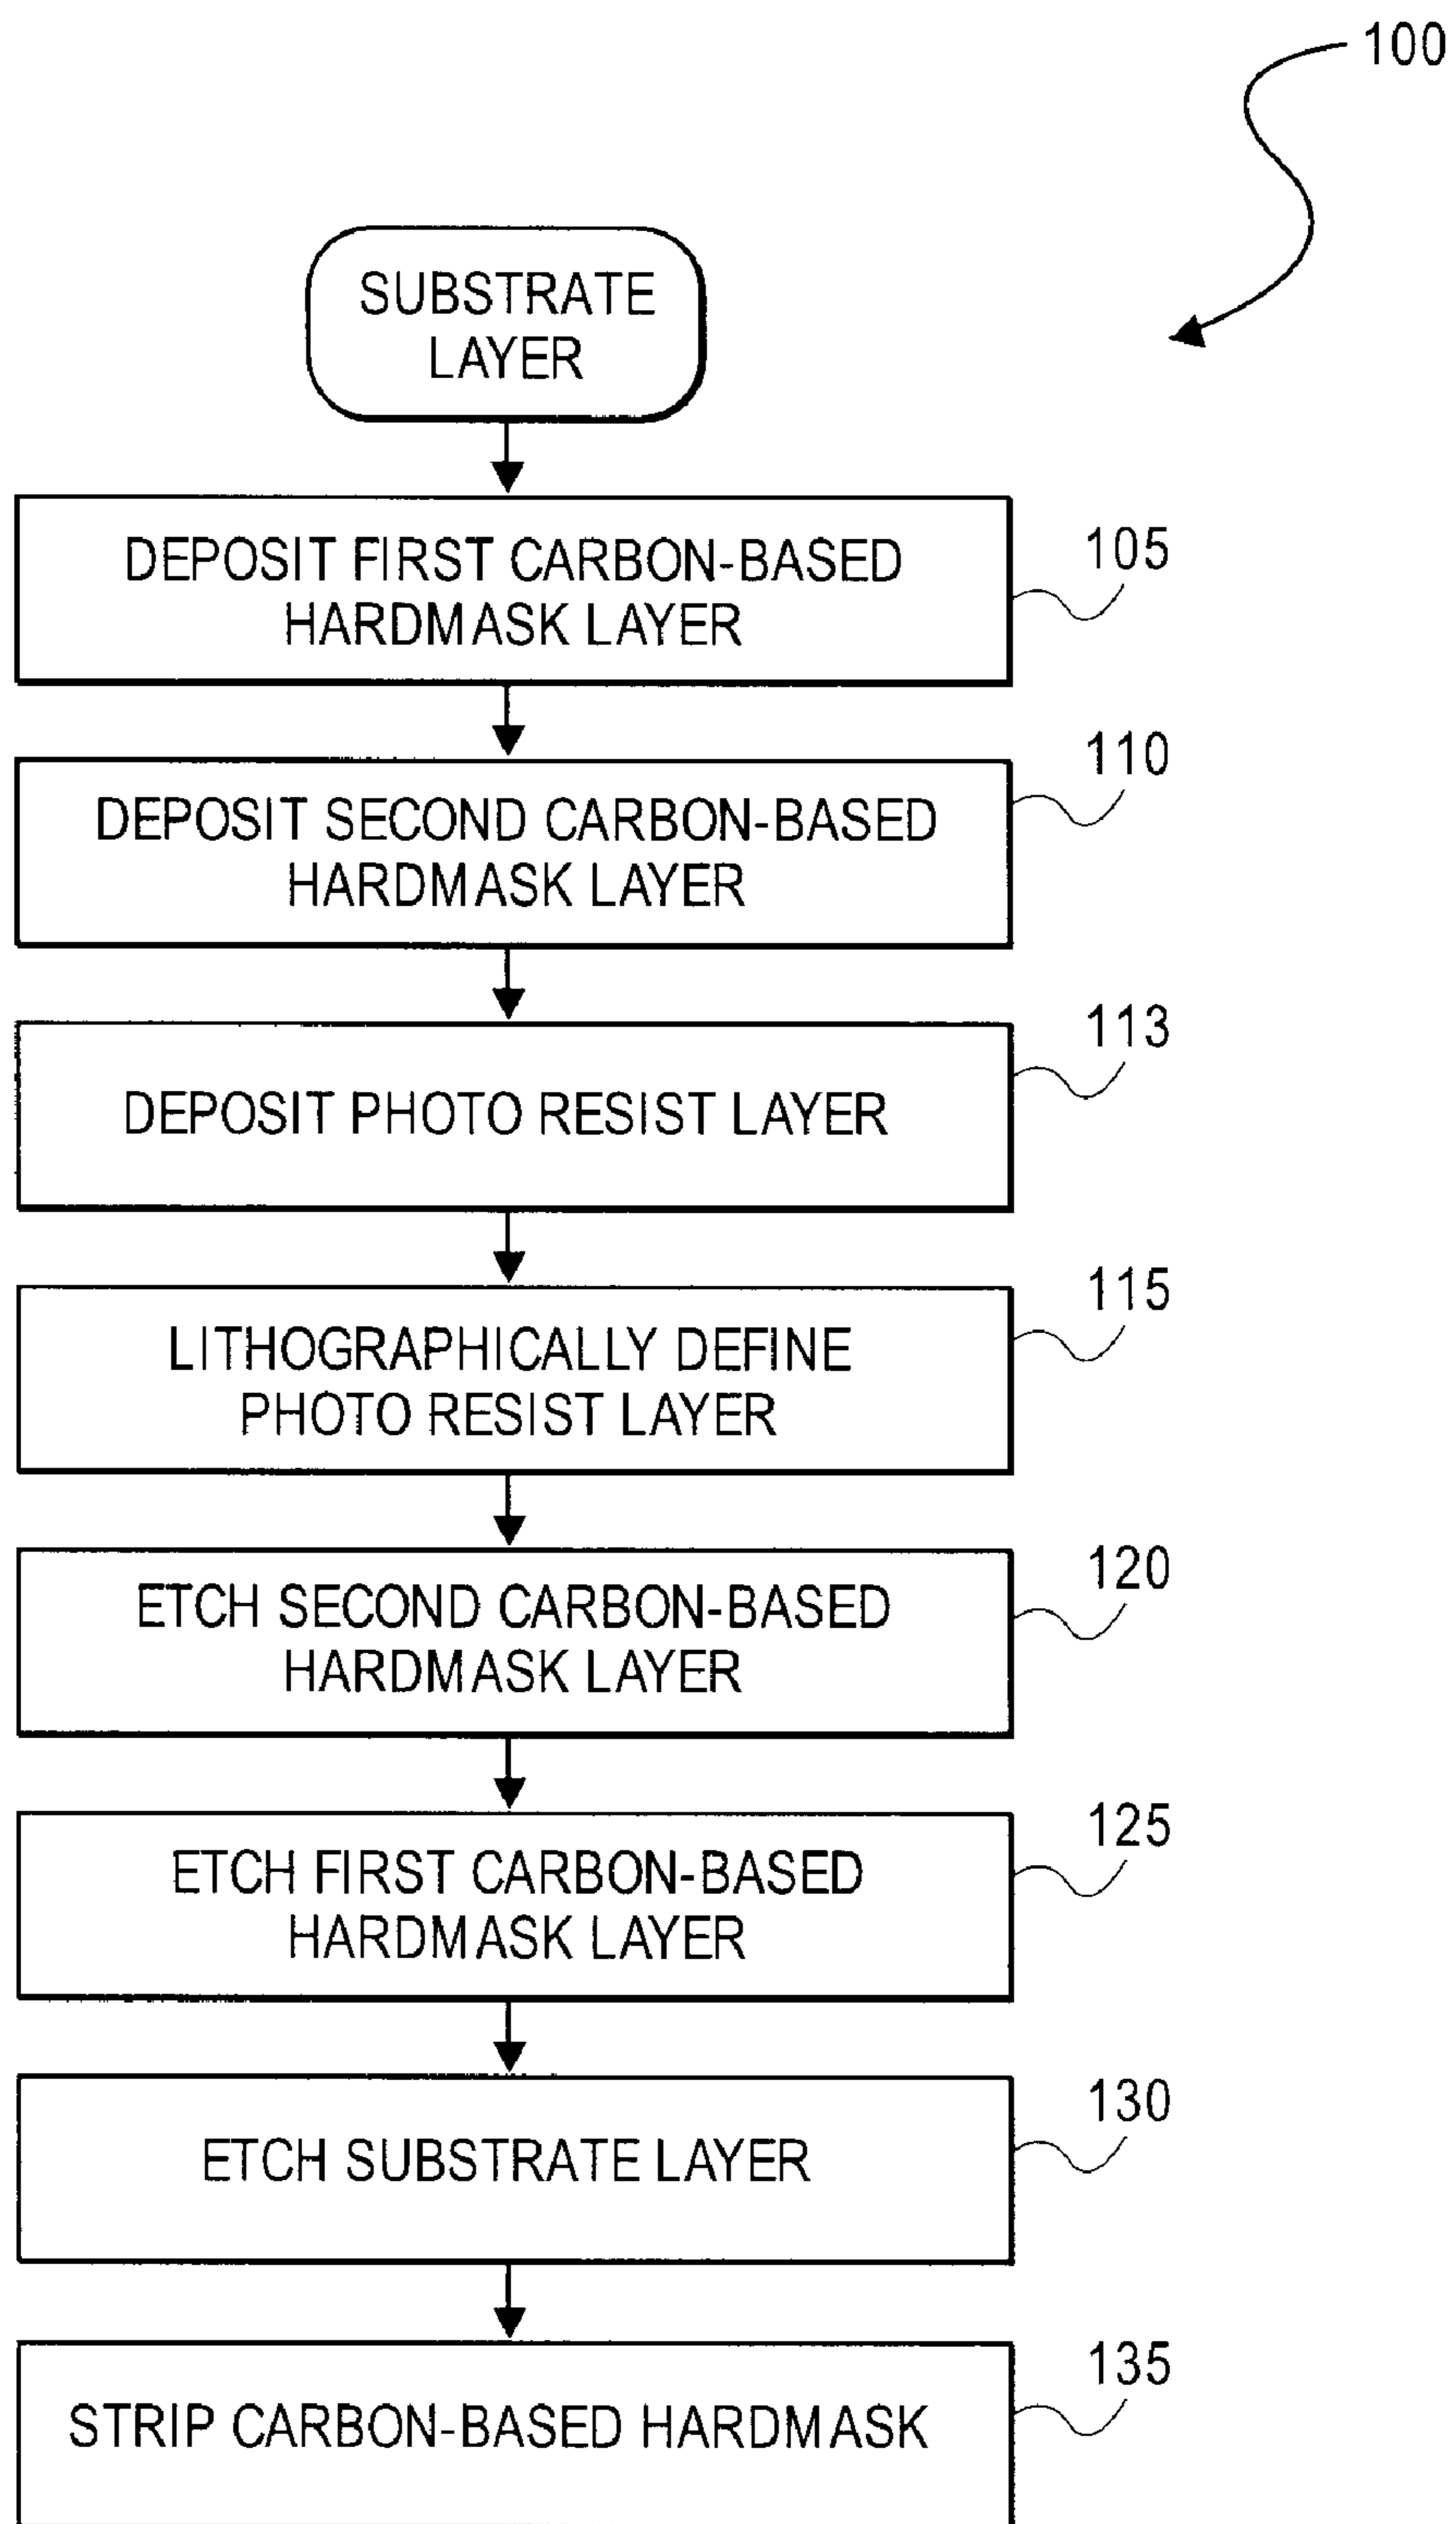 100
SUBSTRATE
LAYER
DEPOSIT FIRST CARBON-BASED
HARDMASK LAYER
105
DEPOSIT SECOND CARBON-BASED
HARDMASK LAYER
110
DEPOSIT PHOTO RESIST LAYER
113
LITHOGRAPHICALLY DEFINE
PHOTO RESIST LAYER
115
ETCH SECOND CARBON-BASED
HARDMASK LAYER
120
ETCH FIRST CARBON-BASED
HARDMASK LAYER
125
ETCH SUBSTRATE LAYER
130
STRIP CARBON-BASED HARDMASK
135